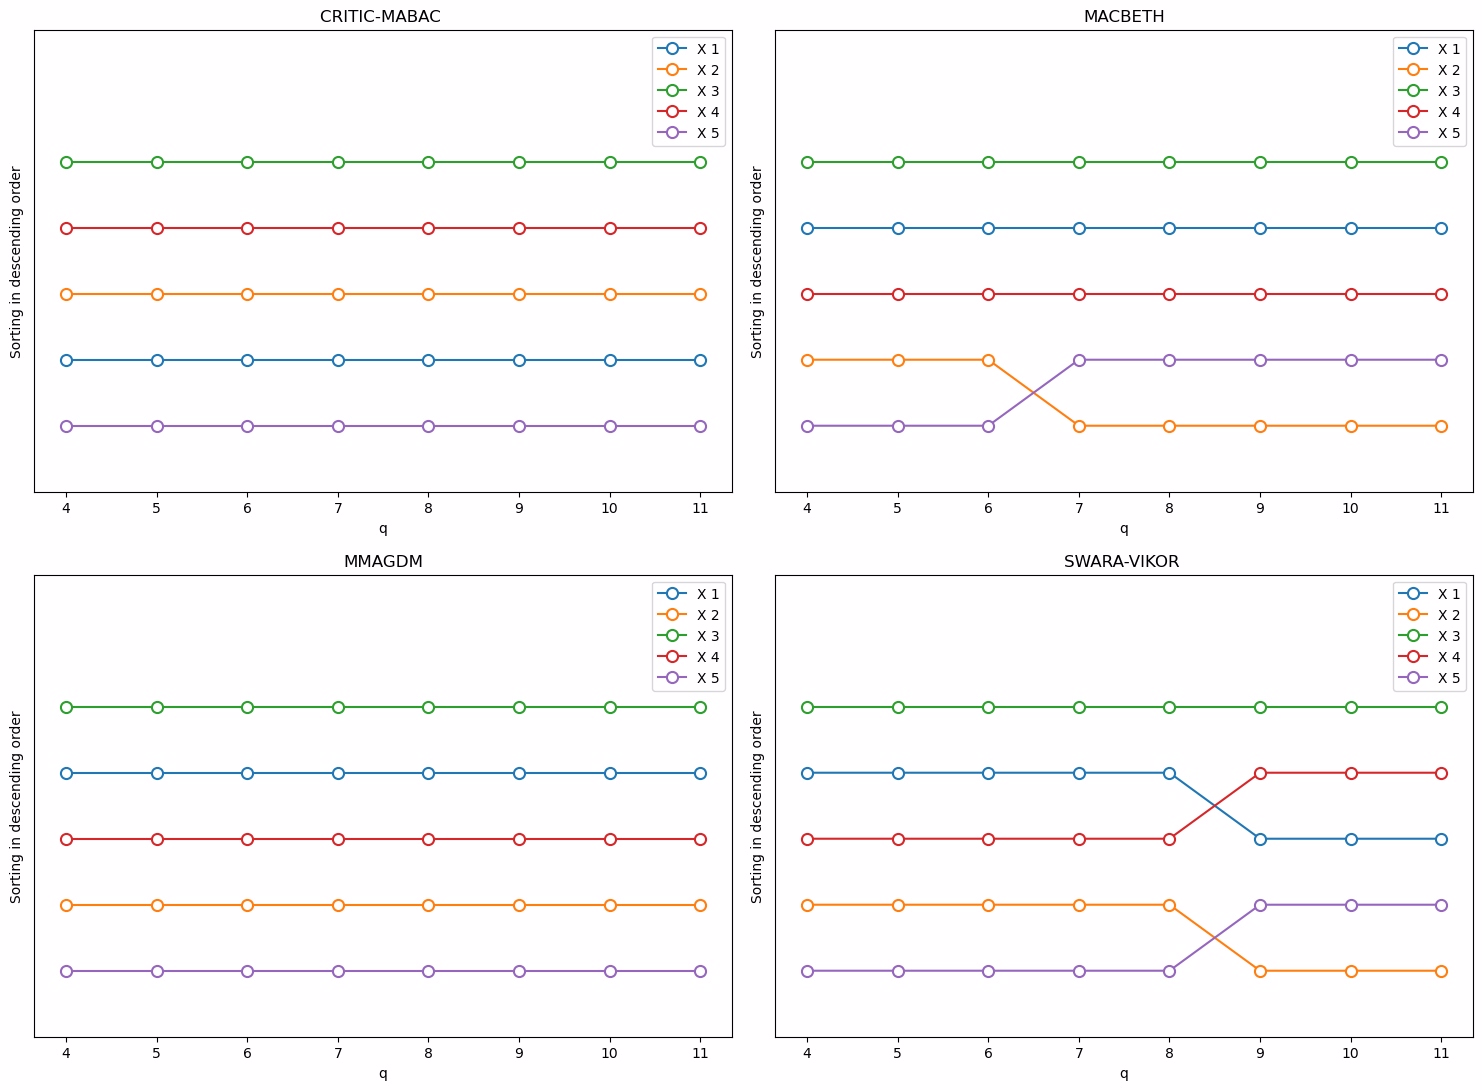 CRITIC-MABAC
X 1
X 2
X 3
X 4
X 5
Sorting in descending order
4 5 6 7 8 9 10 11
q
MACBETH
X 1
X 2
X 3
X 4
X 5
Sorting in descending order
4 5 6 7 8 9 10 11
q
MMAGDM
X 1
X 2
X 3
X 4
X 5
Sorting in descending order
4 5 6 7 8 9 10 11
q
SWARA-VIKOR
X 1
X 2
X 3
X 4
X 5
Sorting in descending order
4 5 6 7 8 9 10 11
q